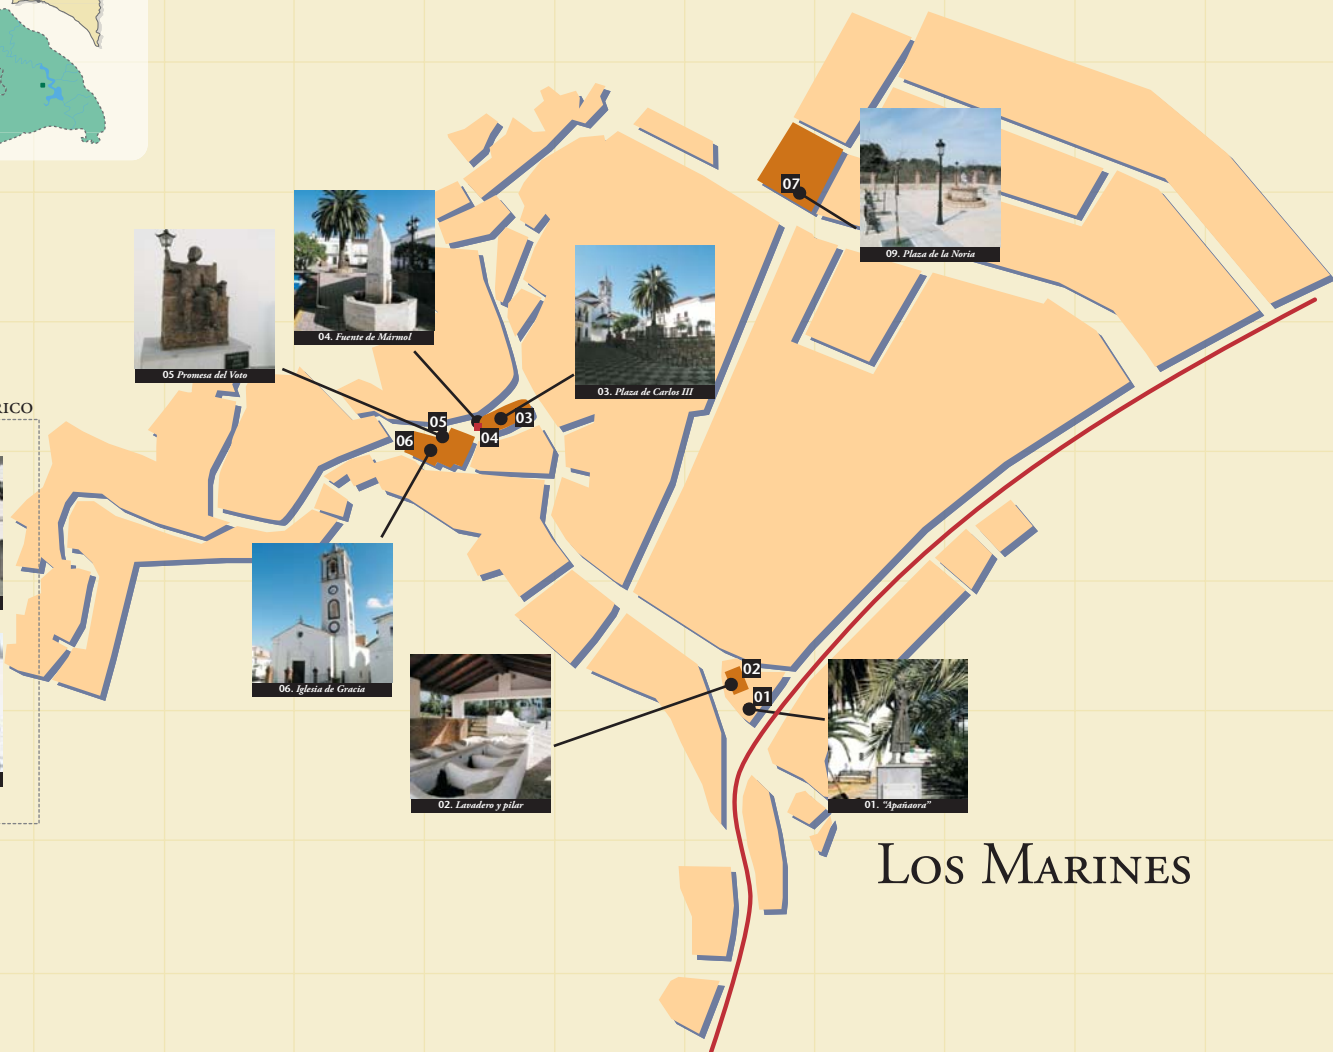 07
09. Plaza de la Noria
04. Fuente de Mármol
05 Promesa del Voto
03. Plaza de Carlos III
RICO
05
03
06
04
06. Iglesia de Gracia
02
01
02. Lavadero y pilar
01. “Apañaora”
LOS MARINES